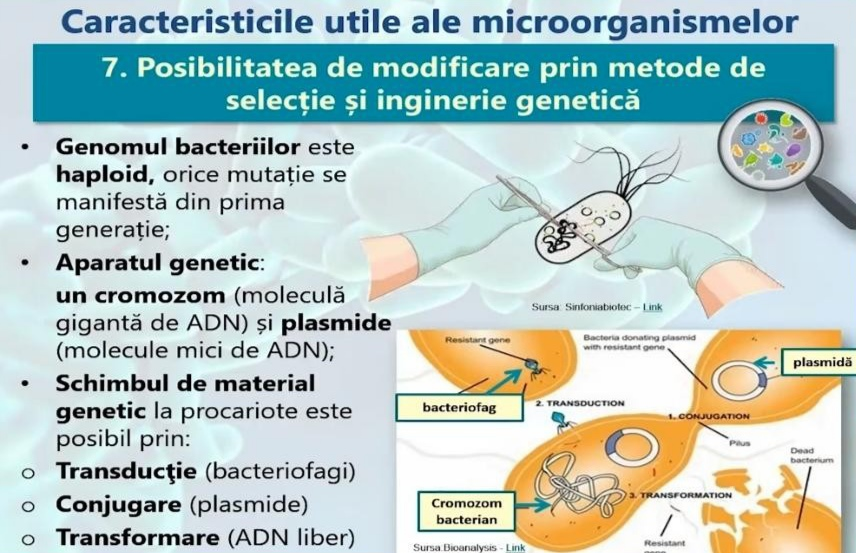 Caracteristicile utile ale microorganismelor
7. Posibilitatea de modificare prin metode de
selecție și inginerie genetică
• Genomul bacteriilor este
haploid, orice mutație se
manifestă din prima
generație;
• Aparatul genetic:
un cromozom (moleculă
gigantă de ADN) și plasmide
(molecule mici de ADN);
• Schimbul de material
genetic la procariote este
posibil prin:
o Transducţie (bacteriofagi)
o Conjugare (plasmide)
o Transformare (ADN liber)
Sursa: Sinfoniabiotec – Link
Resistant gene
Bacteria donating plasmid
with resistant gene
plasmidă
bacteriofag
2. TRANSDUCTION
1. CONJUGATION
Pilus
Dead
bacterium
Cromozom
bacterian
3. TRANSFORMATION
Resistant
Sursa:Bioanalysis - Link